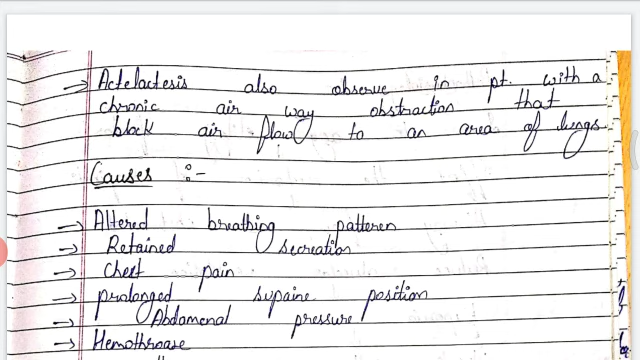 → Actelactesis also observe in pt. with a
chronic air way obstraction that
block air flow to an area of lungs
Causes :-
→ Altered breathing patteren
→ Retained secreation
→ chest pain
→ prolonged supaine position
→ Abdomenal pressure
→ Hemothroase